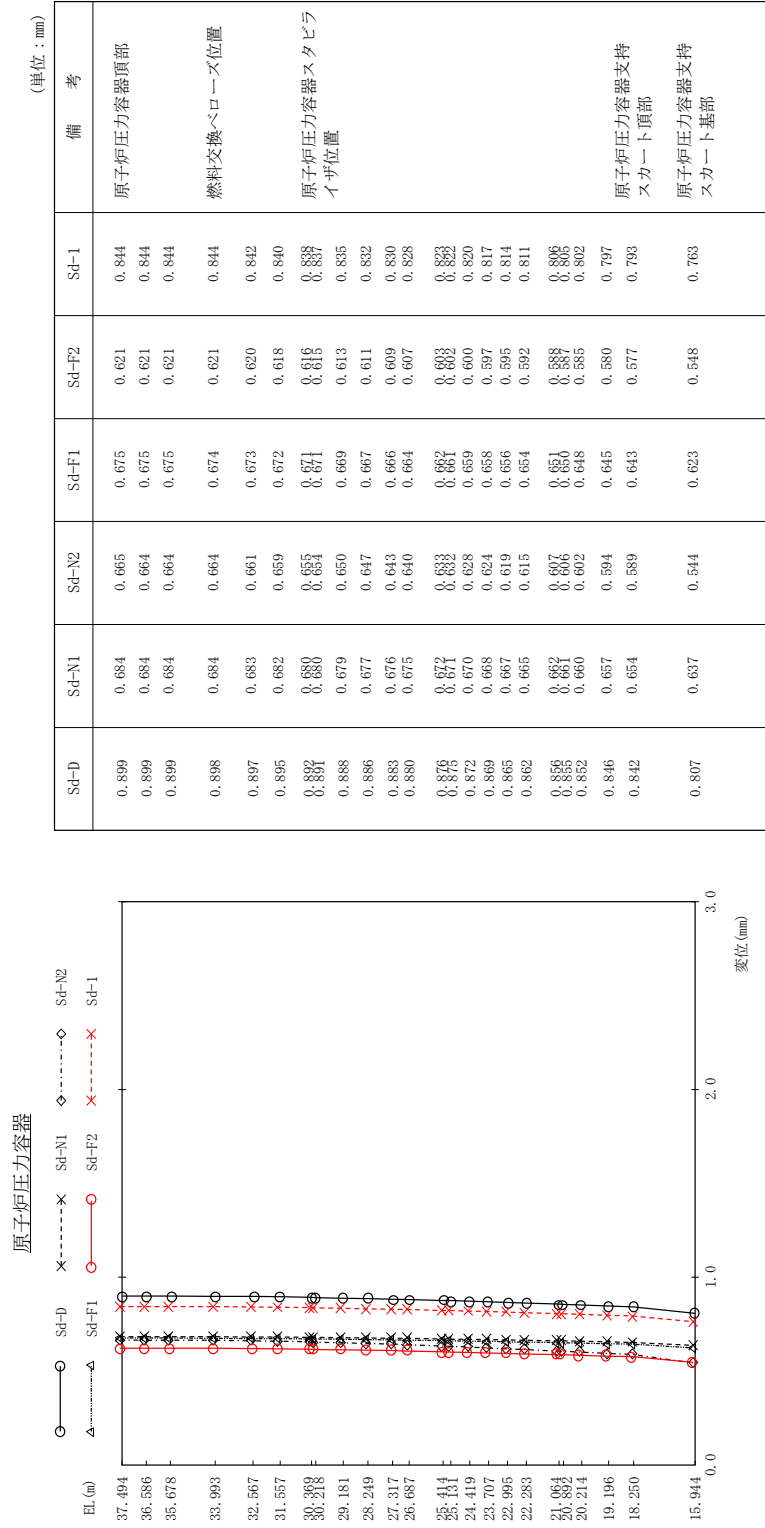 原子炉圧力容器
Sd-D Sd-N1 Sd-N2
Sd-F1 Sd-F2 Sd-1
EL(m)
37.494
36.586
35.678
33.993
32.567
31.557
30.369
30.218
29.181
28.249
27.317
26.687
25.414
25.131
24.419
23.707
22.995
22.283
21.064
20.892
20.214
19.196
18.250
15.944
0.0 1.0 2.0 3.0
変位(mm)
(単位：mm)
Sd-D Sd-N1 Sd-N2 Sd-F1 Sd-F2 Sd-1 備 考
0.899 0.684 0.665 0.675 0.621 0.844 原子炉圧力容器頂部
0.899 0.684 0.664 0.675 0.621 0.844
0.899 0.684 0.664 0.675 0.621 0.844
0.898 0.684 0.664 0.674 0.621 0.844 燃料交換ベローズ位置
0.897 0.683 0.661 0.673 0.620 0.842
0.895 0.682 0.659 0.672 0.618 0.840
0.892 0.680 0.655 0.671 0.616 0.838 原子炉圧力容器スタビラ
0.891 0.680 0.654 0.671 0.615 0.837 イザ位置
0.888 0.679 0.650 0.669 0.613 0.835
0.886 0.677 0.647 0.667 0.611 0.832
0.883 0.676 0.643 0.666 0.609 0.830
0.880 0.675 0.640 0.664 0.607 0.828
0.876 0.672 0.633 0.662 0.603 0.823
0.875 0.671 0.632 0.661 0.602 0.822
0.872 0.670 0.628 0.659 0.600 0.820
0.869 0.668 0.624 0.658 0.597 0.817
0.865 0.667 0.619 0.656 0.595 0.814
0.862 0.665 0.615 0.654 0.592 0.811
0.856 0.662 0.607 0.651 0.588 0.806
0.855 0.661 0.606 0.650 0.587 0.805
0.852 0.660 0.602 0.648 0.585 0.802
0.846 0.657 0.594 0.645 0.580 0.797
0.842 0.654 0.589 0.643 0.577 0.793 原子炉圧力容器支持
スカート頂部
0.807 0.637 0.544 0.623 0.548 0.763 原子炉圧力容器支持
スカート基部